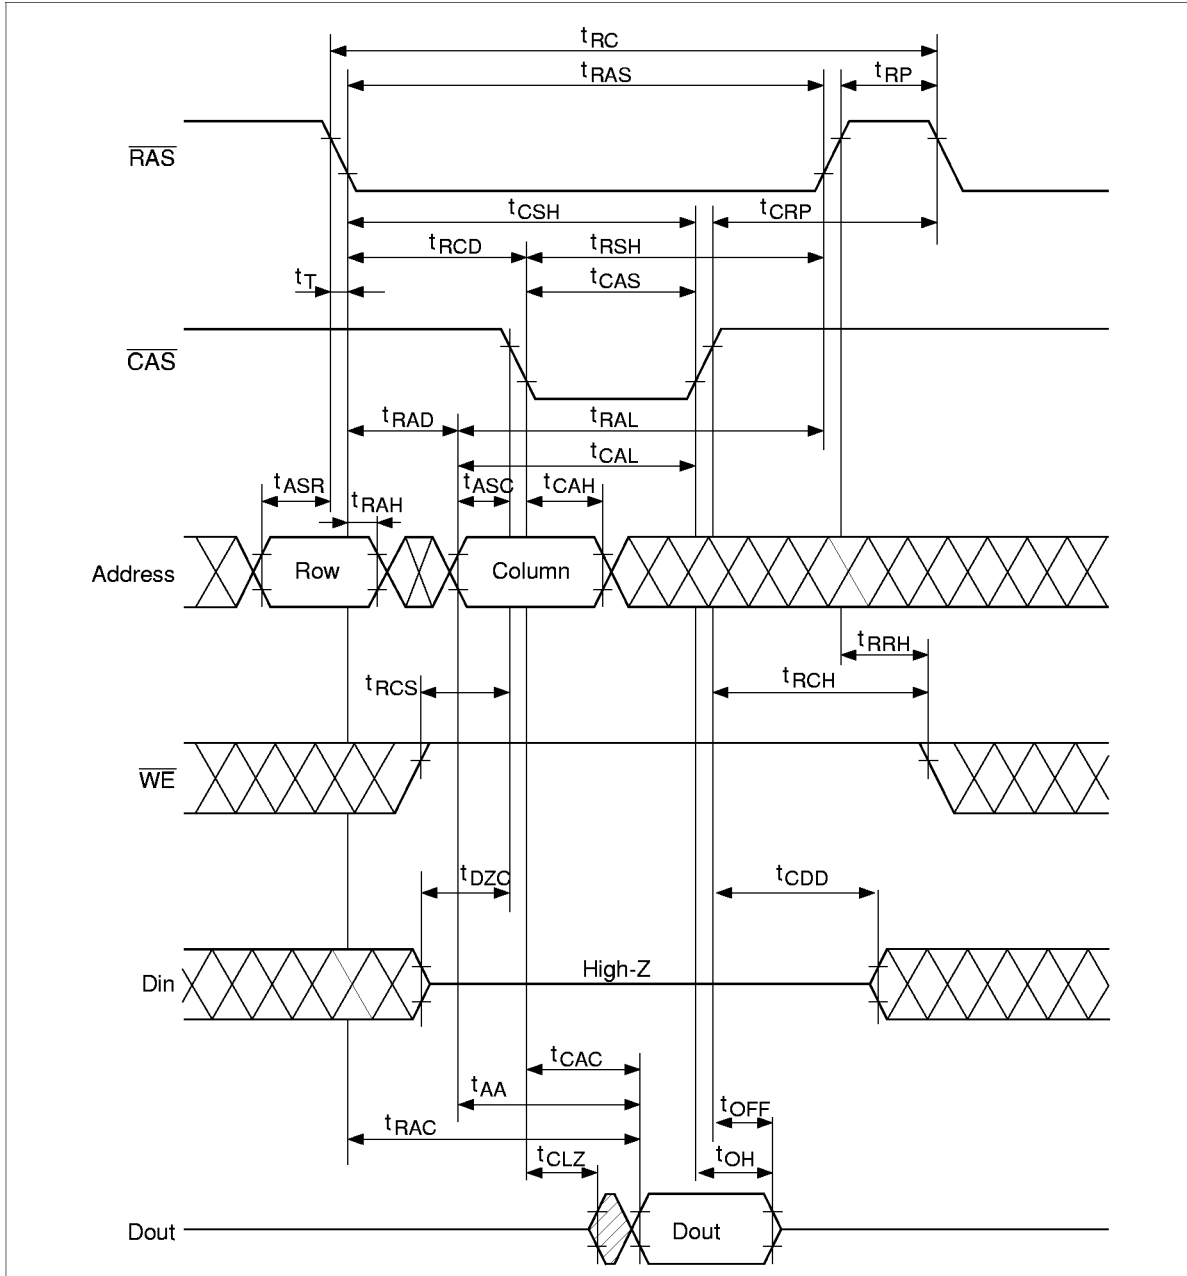 tRC
tRAS
tRP
RAS
tCSH
tCRP
tRCD
tRSH
tT
tCAS
CAS
tRAD
tRAL
tCAL
tASR
tASC
tCAH
tRAH
Address
Row
Column
tRRH
tRCS
tRCH
WE
tDZC
tCDD
Din
High-Z
tCAC
tAA
tOFF
tRAC
tCLZ
tOH
Dout
Dout